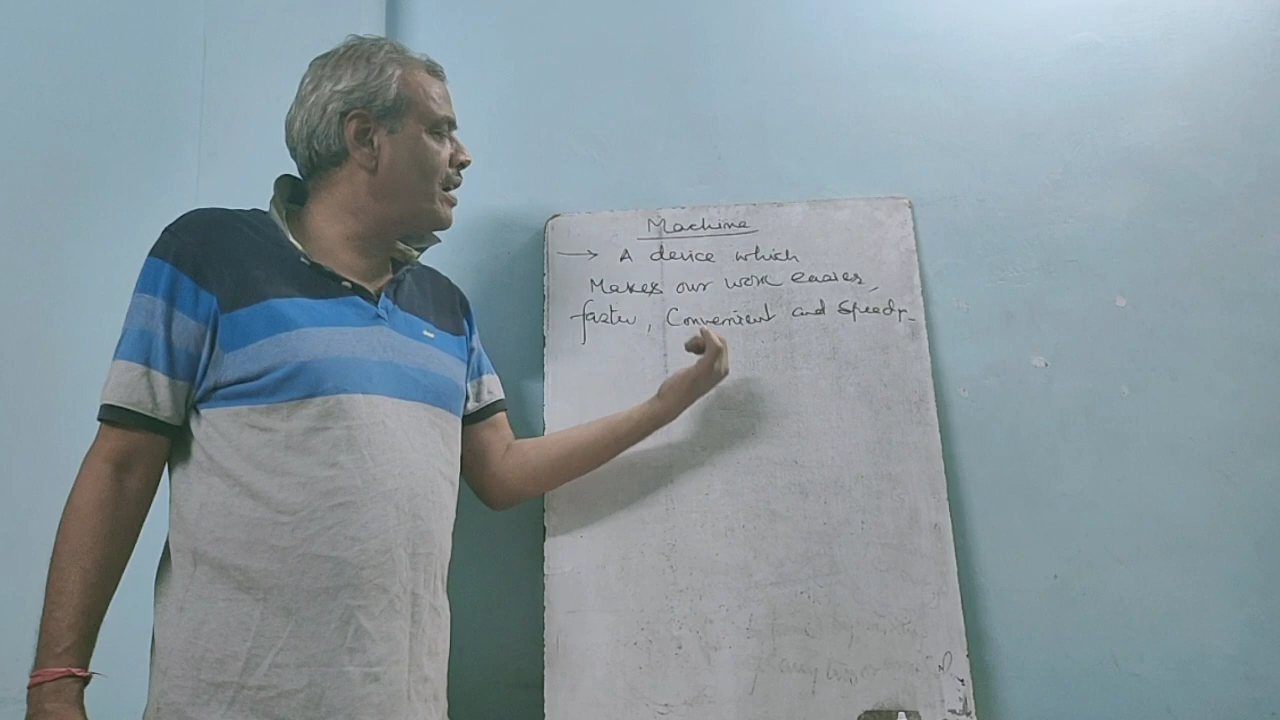 Machine
→ A device which
Makes our work easier,
faster, Convenient and Speedy.